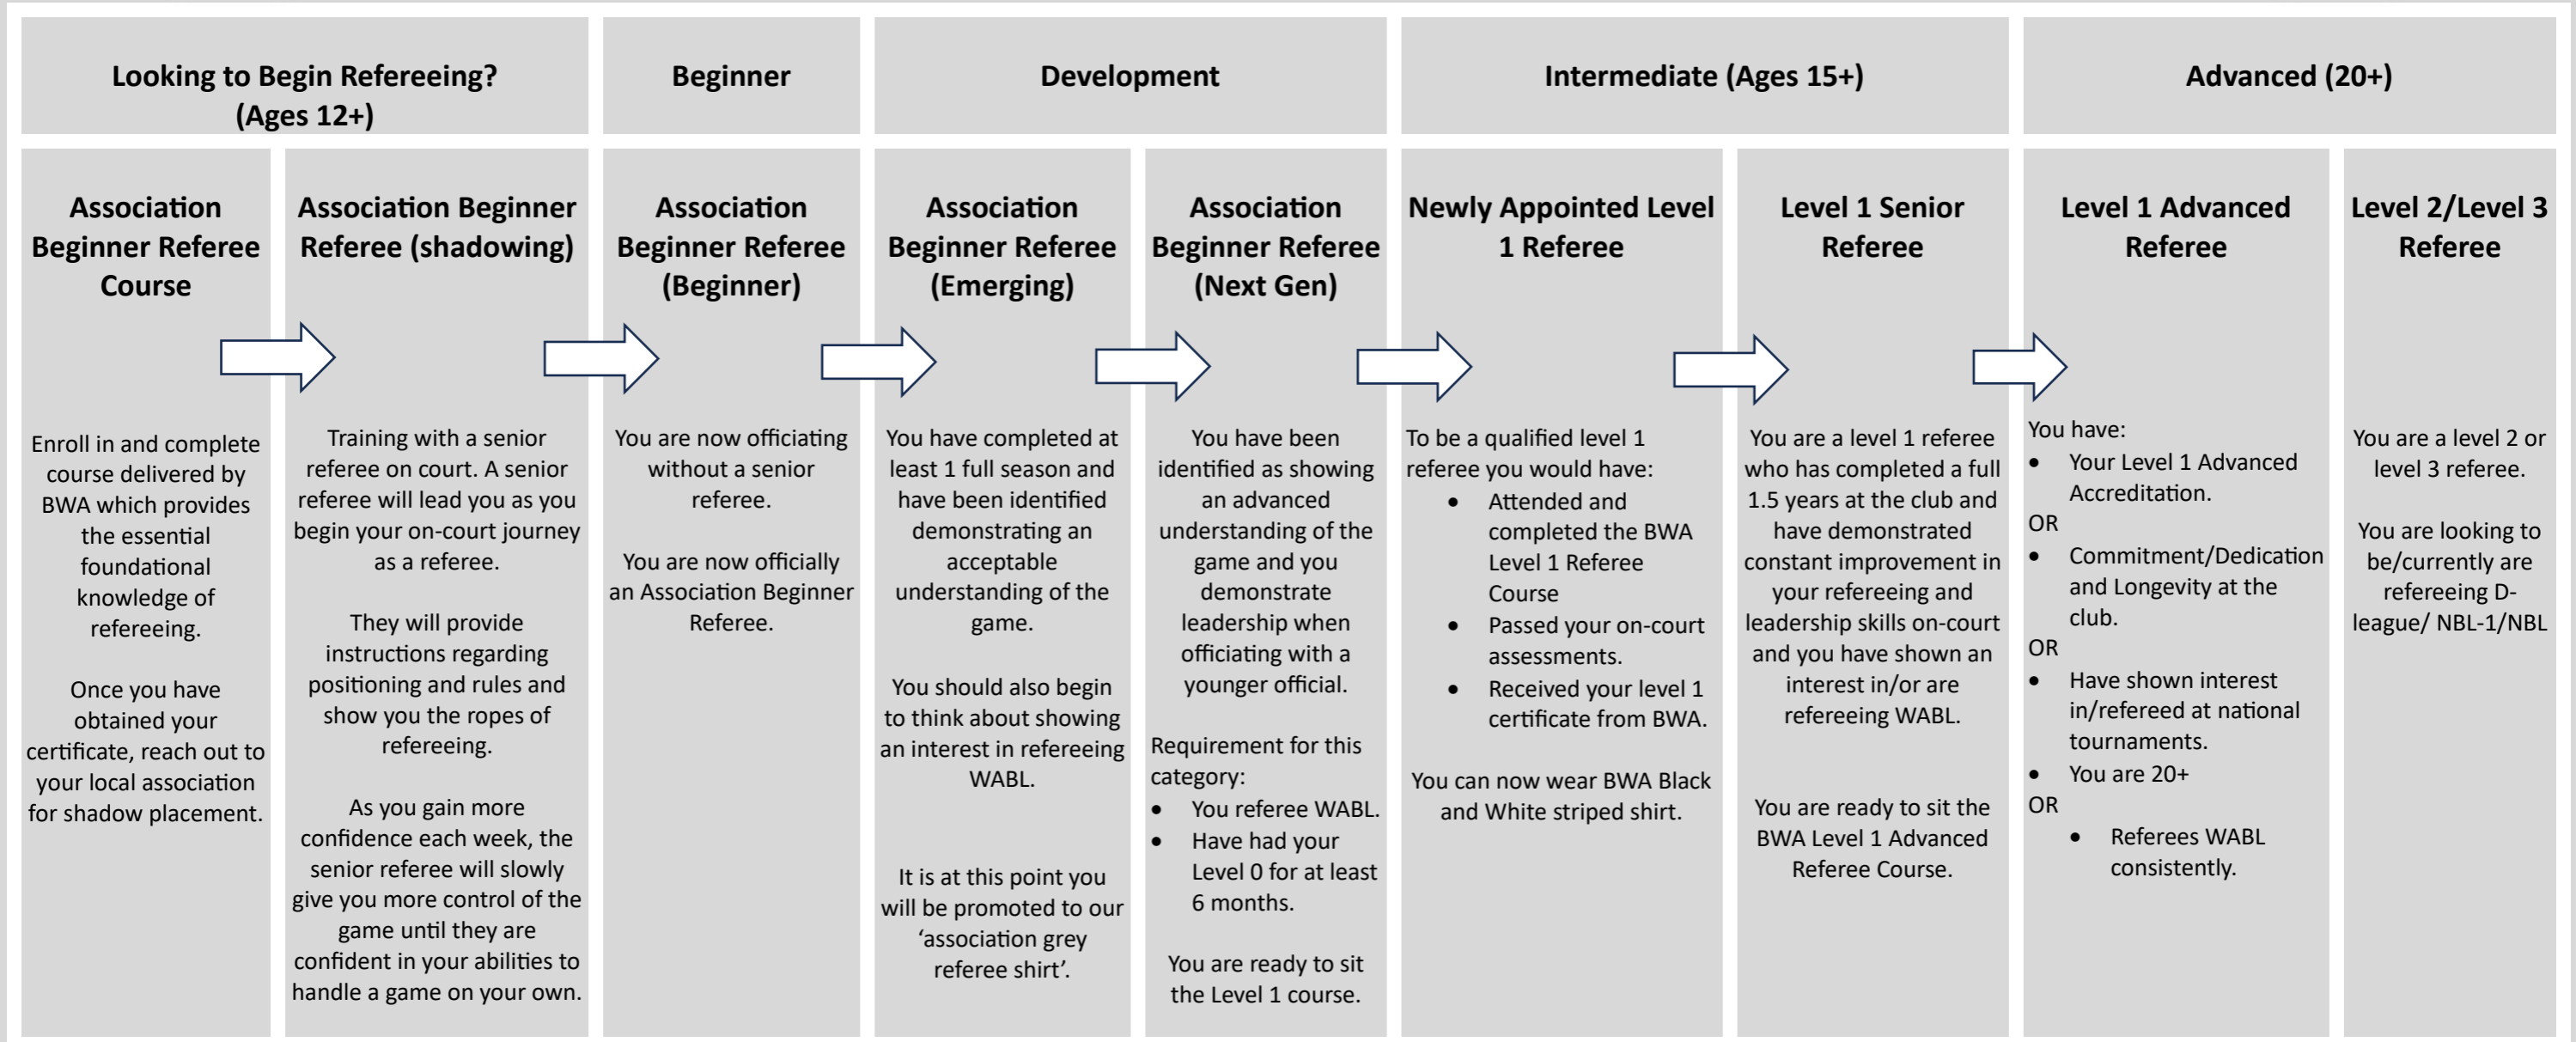 Looking to Begin Refereeing?
(Ages 12+)
Beginner
Development
Intermediate (Ages 15+)
Advanced (20+)
Association
Beginner Referee
Course
Enroll in and complete
course delivered by
BWA which provides
the essential
foundational
knowledge of
refereeing.
Once you have
obtained your
certificate, reach out to
your local association
for shadow placement.
Association Beginner
Referee (shadowing)
Training with a senior
referee on court. A senior
referee will lead you as you
begin your on-court journey
as a referee.
They will provide
instructions regarding
positioning and rules and
show you the ropes of
refereeing.
As you gain more
confidence each week, the
senior referee will slowly
give you more control of the
game until they are
confident in your abilities to
handle a game on your own.
Association
Beginner Referee
(Beginner)
You are now officiating
without a senior
referee.
You are now officially
an Association Beginner
Referee.
Association
Beginner Referee
(Emerging)
You have completed at
least 1 full season and
have been identified
demonstrating an
acceptable
understanding of the
game.
You should also begin
to think about showing
an interest in refereeing
WABL.
It is at this point you
will be promoted to our
‘association grey
referee shirt’.
Association
Beginner Referee
(Next Gen)
You have been
identified as showing
an advanced
understanding of the
game and you
demonstrate
leadership when
officiating with a
younger official.
Requirement for this
category:
• You referee WABL.
• Have had your
Level 0 for at least
6 months.
You are ready to sit
the Level 1 course.
Newly Appointed Level
1 Referee
To be a qualified level 1
referee you would have:
• Attended and
completed the BWA
Level 1 Referee
Course
• Passed your on-court
assessments.
• Received your level 1
certificate from BWA.
You can now wear BWA Black
and White striped shirt.
Level 1 Senior
Referee
You are a level 1 referee
who has completed a full
1.5 years at the club and
have demonstrated
constant improvement in
your refereeing and
leadership skills on-court
and you have shown an
interest in/or are
refereeing WABL.
You are ready to sit the
BWA Level 1 Advanced
Referee Course.
Level 1 Advanced
Referee
You have:
• Your Level 1 Advanced
Accreditation.
OR
• Commitment/Dedication
and Longevity at the
club.
OR
• Have shown interest
in/refereed at national
tournaments.
• You are 20+
OR
• Referees WABL
consistently.
Level 2/Level 3
Referee
You are a level 2 or
level 3 referee.
You are looking to
be/currently are
refereeing D-
league/ NBL-1/NBL